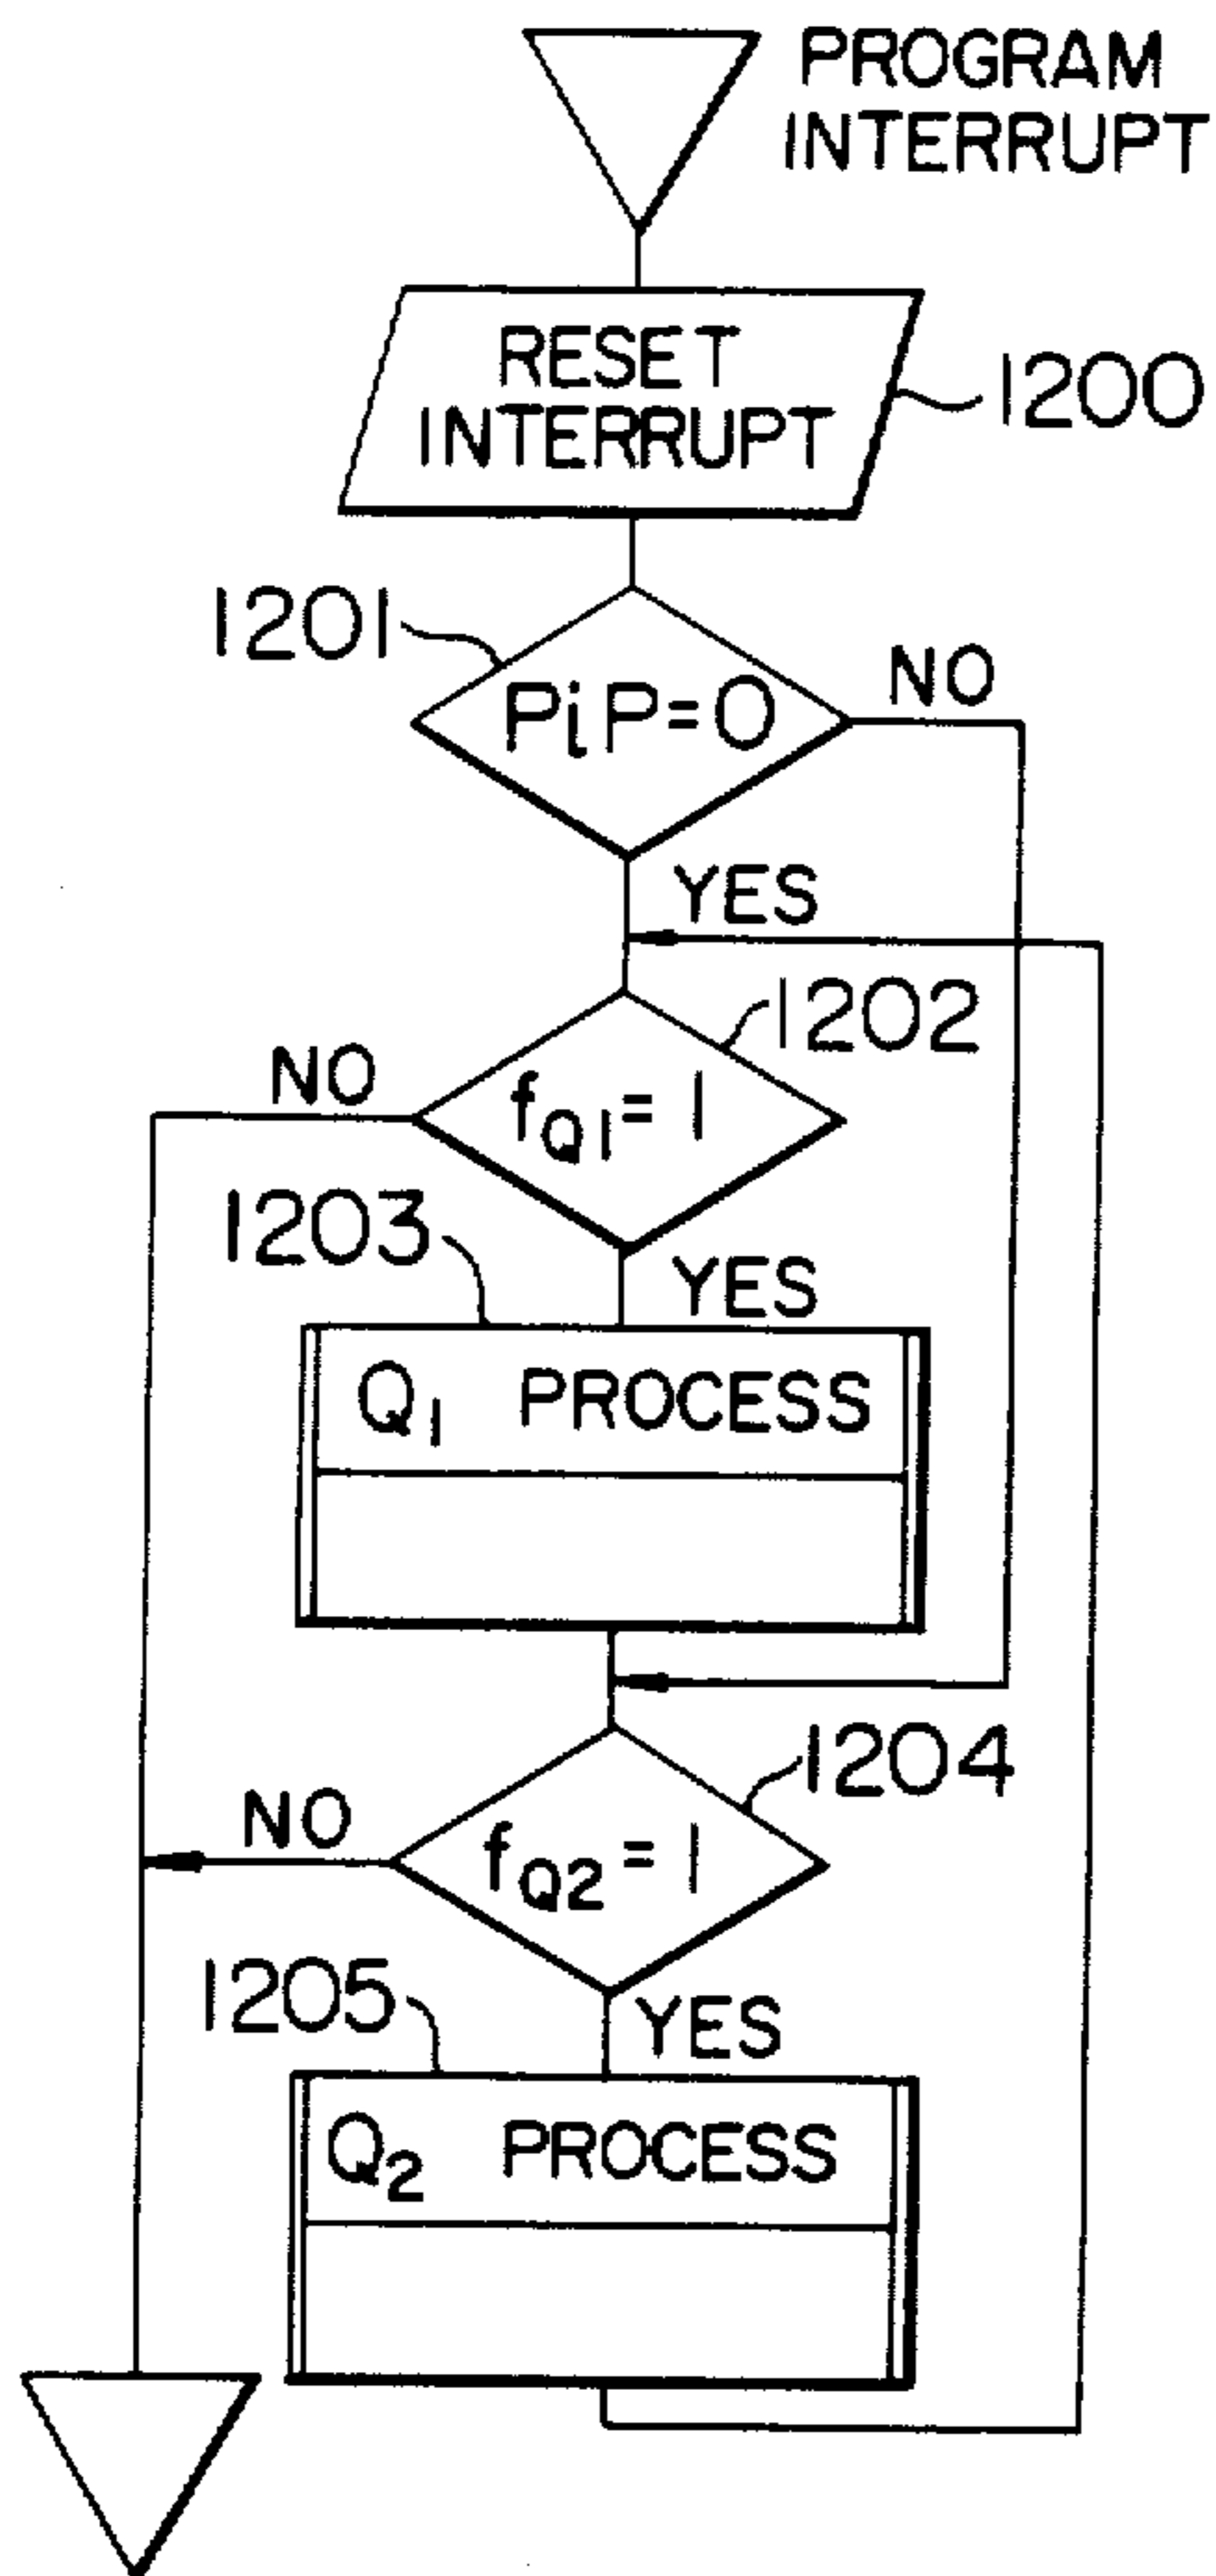 PROGRAM
INTERRUPT
RESET
INTERRUPT
1200
1201
PiP=0
NO
YES
1202
NO
fQ1=1
1203
YES
Q1 PROCESS
1204
NO
fQ2=1
1205
YES
Q2 PROCESS